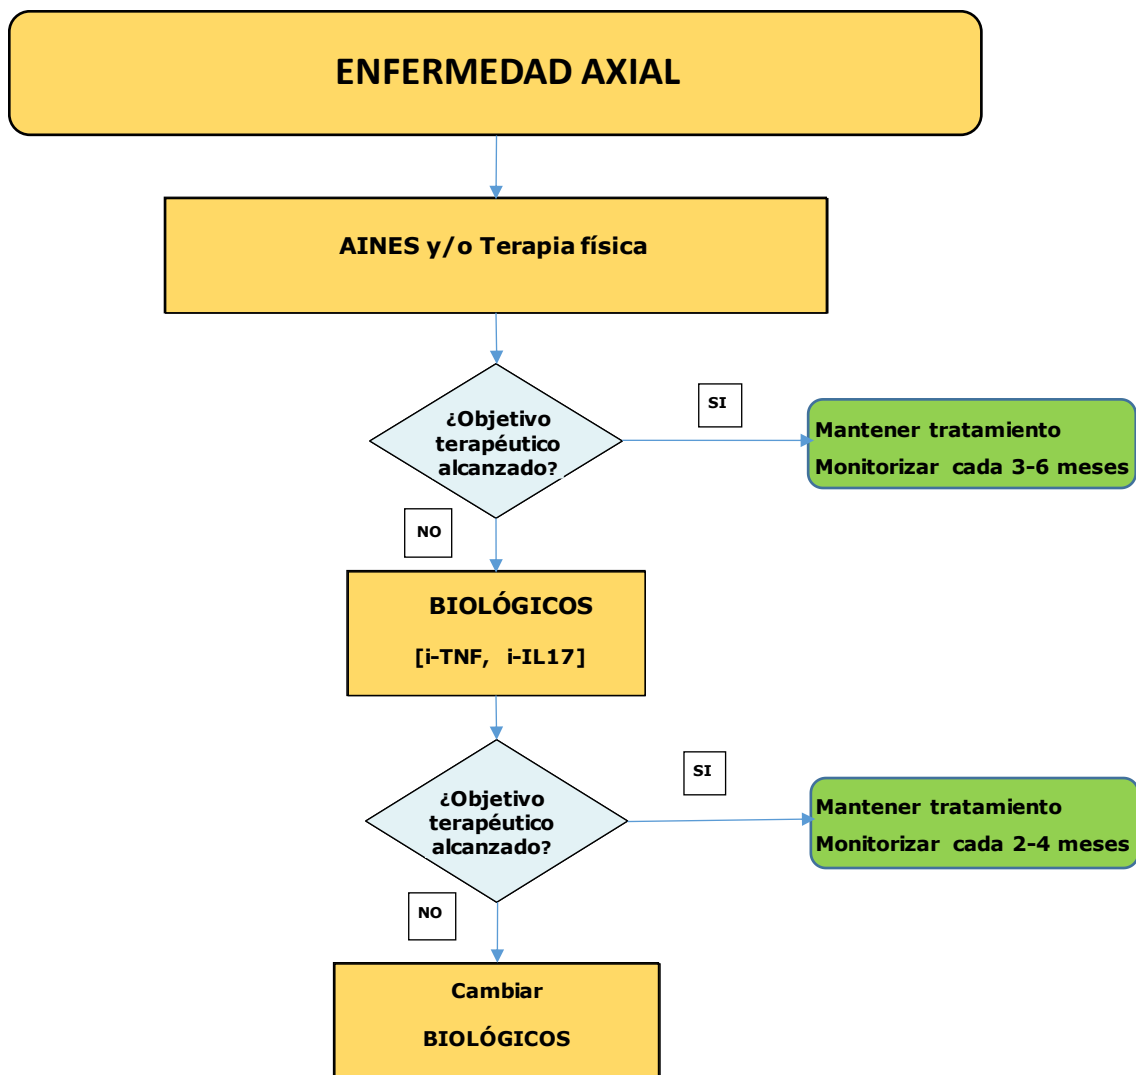 ENFERMEDAD AXIAL
AINES y/o Terapia física
¿Objetivo
terapéutico
alcanzado?
SI
Mantener tratamiento
Monitorizar cada 3-6 meses
NO
BIOLÓGICOS
[i-TNF, i-IL17]
¿Objetivo
terapéutico
alcanzado?
SI
Mantener tratamiento
Monitorizar cada 2-4 meses
NO
Cambiar
BIOLÓGICOS